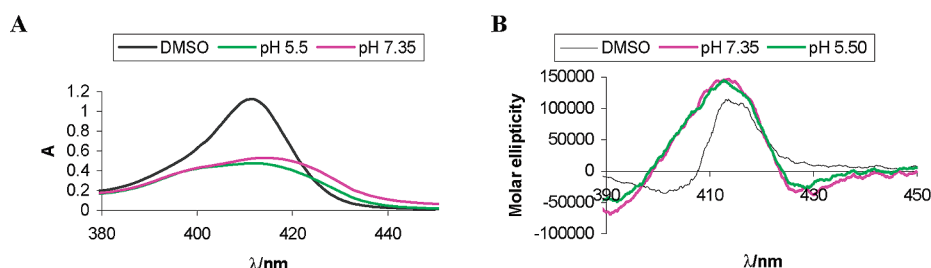 A
DMSO pH 5.5 pH 7.35
1.2
1
0.8
0.6
0.4
0.2
0
A
380 400 420 440
λ/nm
B
DMSO pH 7.35 pH 5.50
150000
100000
50000
0
-50000
-100000
Molar ellipticity
390 410 430 450
λ/nm